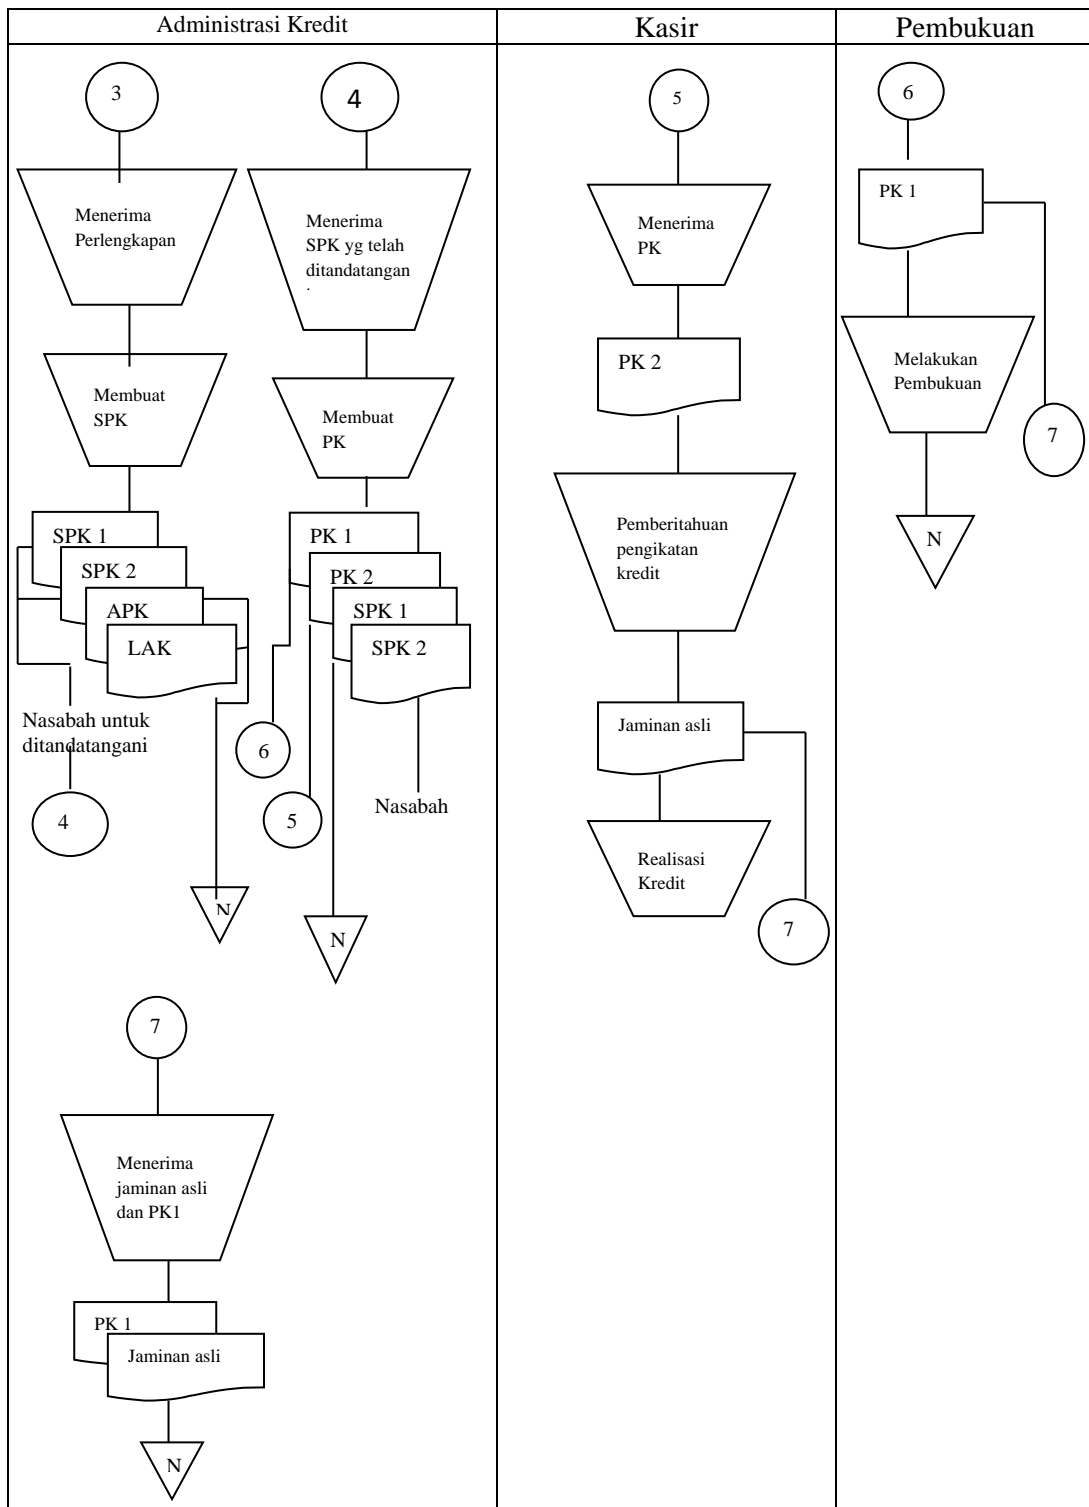 Administrasi Kredit
Kasir
Pembukuan
3
Menerima
Perlengkapan
Membuat
SPK
SPK 1
SPK 2
APK
LAK
Nasabah untuk
ditandatangani
4
N
4
Menerima
SPK yg telah
ditandatangan
Membuat
PK
PK 1
PK 2
SPK 1
SPK 2
6
5
Nasabah
N
7
Menerima
jaminan asli
dan PK1
PK 1
Jaminan asli
N
5
Menerima
PK
PK 2
Pemberitahuan
pengikatan
kredit
Jaminan asli
Realisasi
Kredit
7
6
PK 1
Melakukan
Pembukuan
7
N